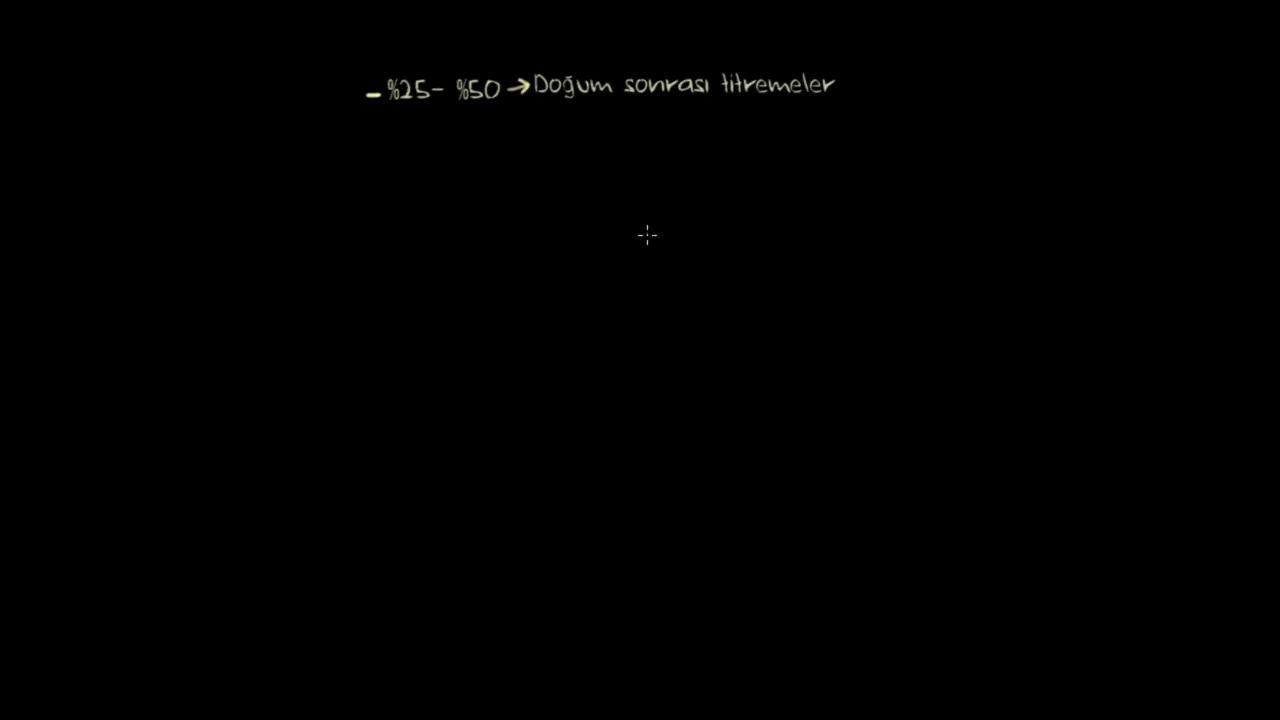 - %25- %50 → Doğum sonrası titremeler